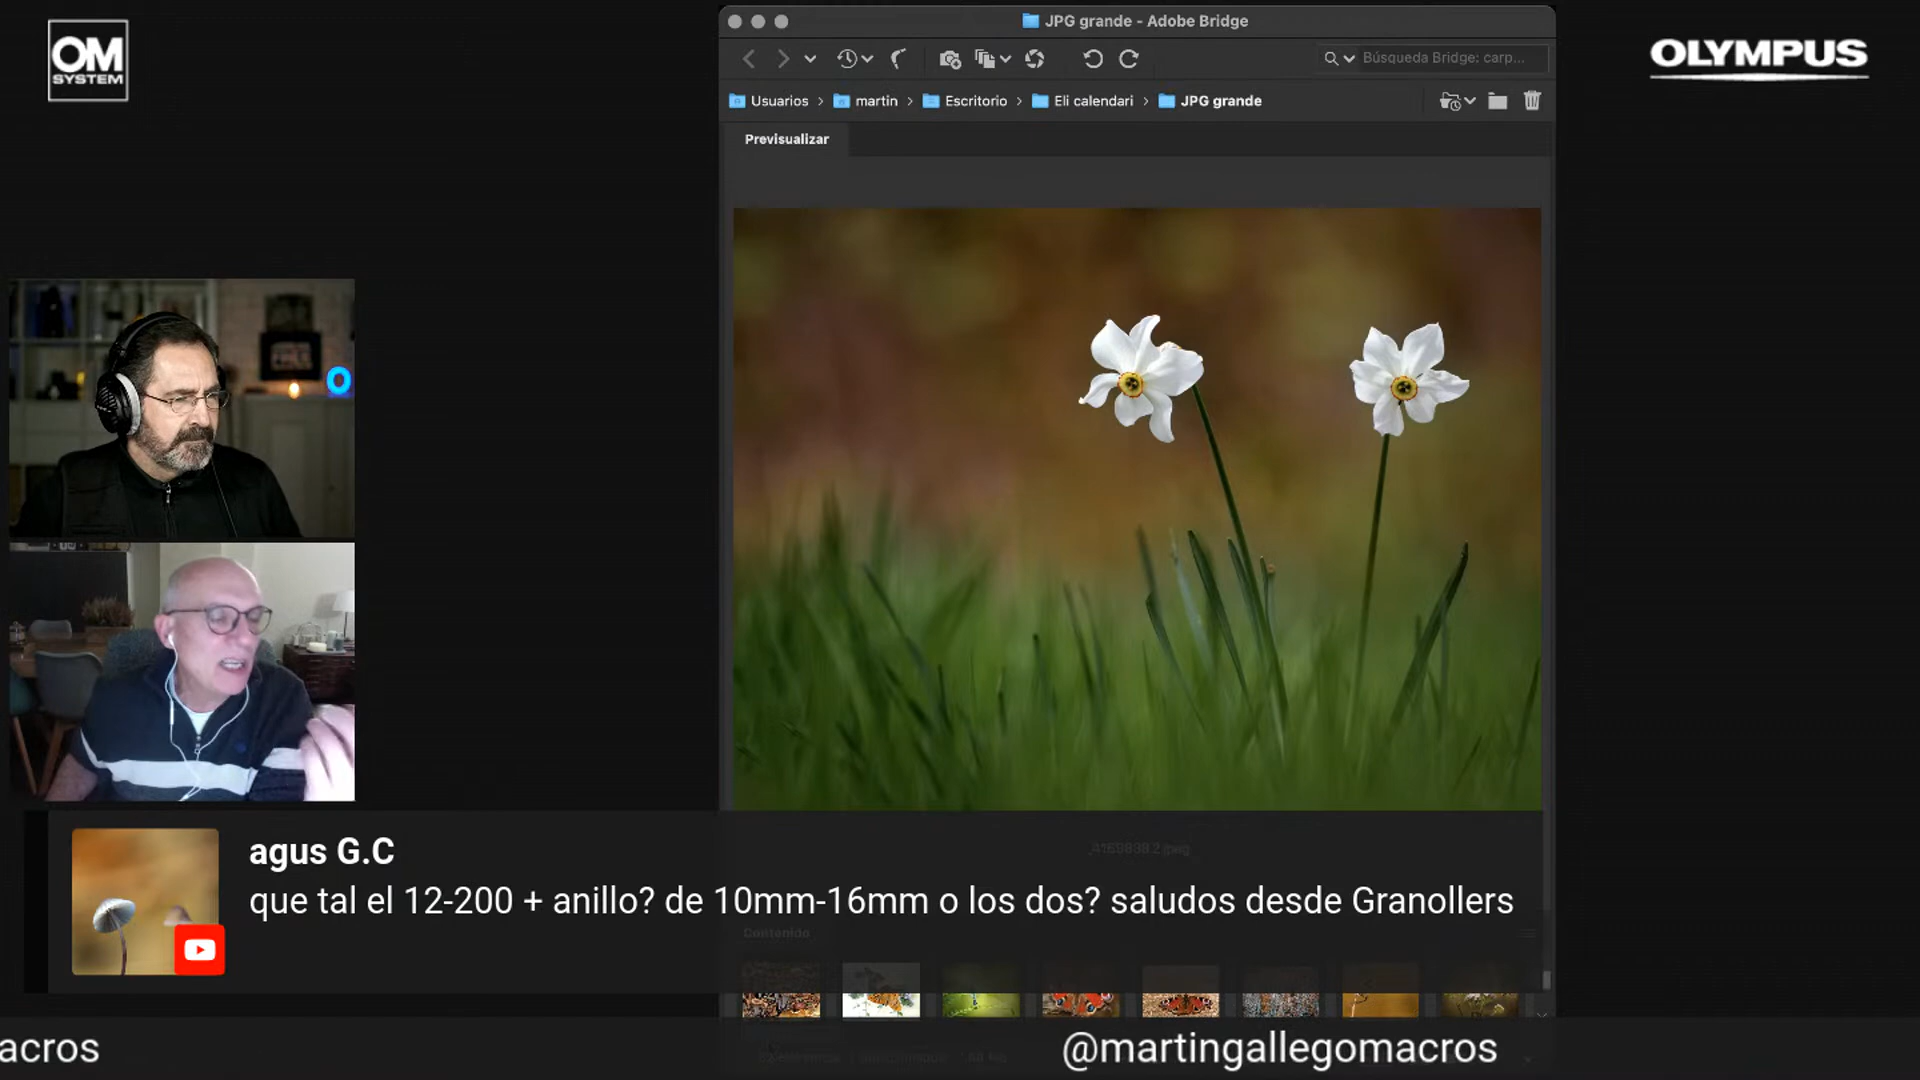 OM
SYSTEM
JPG grande - Adobe Bridge
OLYMPUS
Búsqueda Bridge: carp...
Usuarios > martin > Escritorio > Eli calendari > JPG grande
Previsualizar
agus G.C
que tal el 12-200 + anillo? de 10mm-16mm o los dos? saludos desde Granollers
Contenido
acros
@martingallegomacros